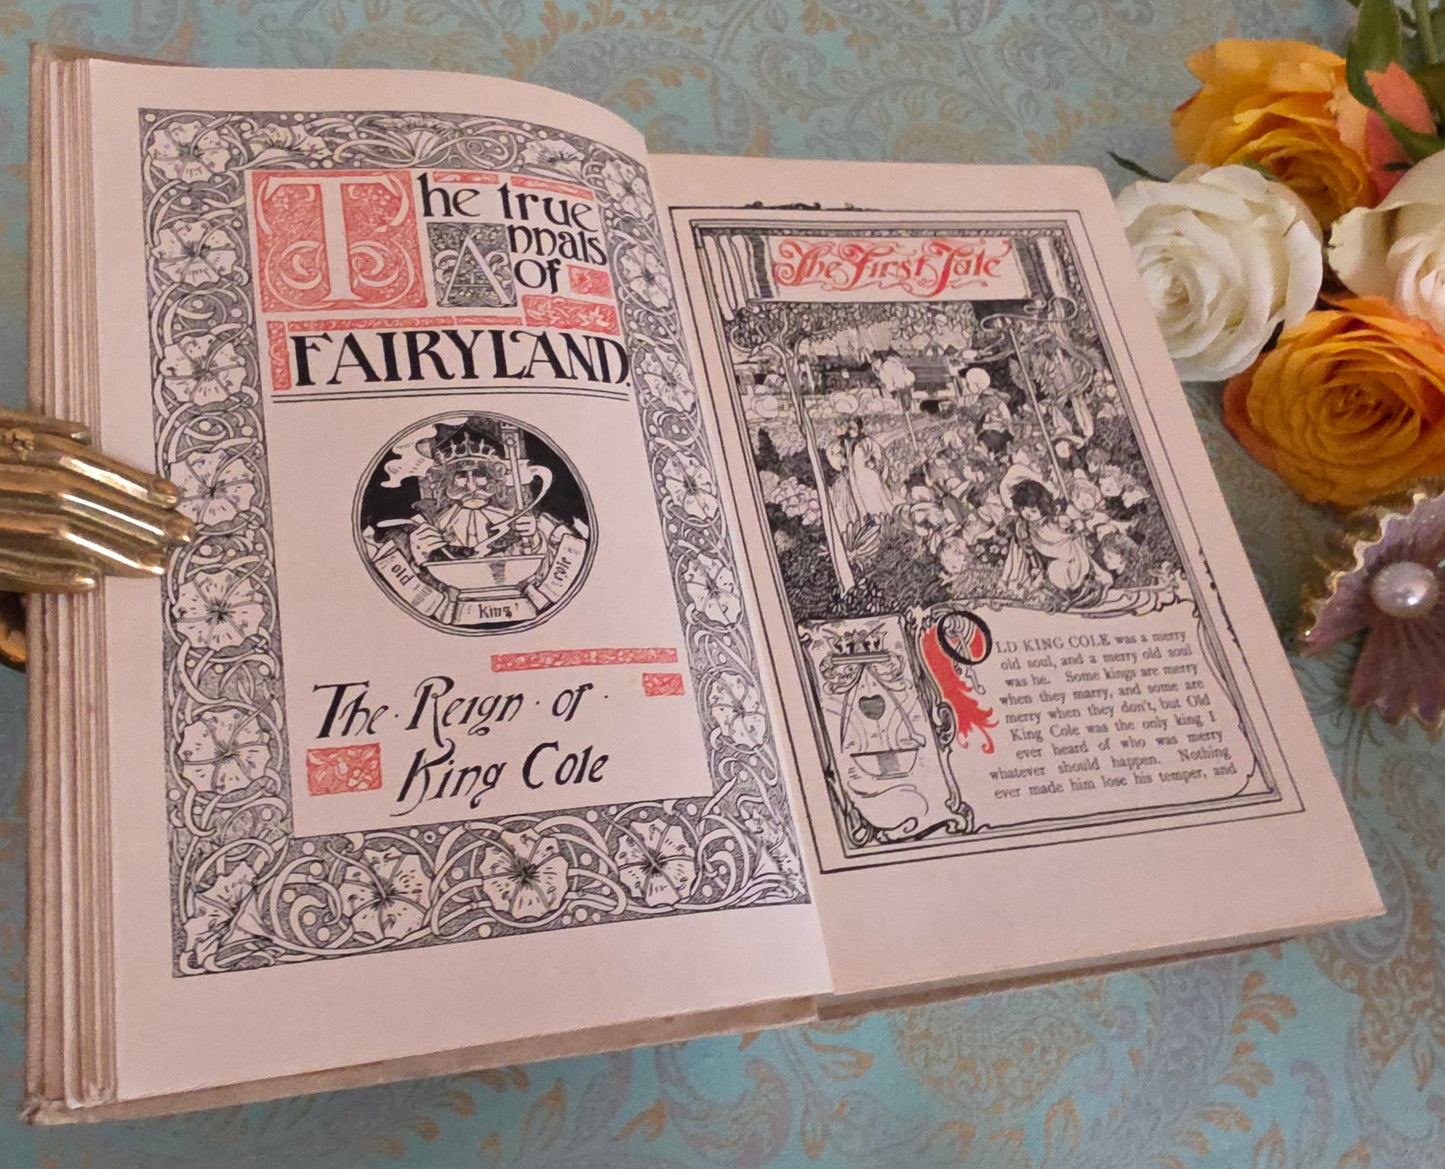 The true
Annals
of
FAIRYLAND.
old king cole
The · Reign · of ·
King Cole
The First Tale
OLD KING COLE was a merry
old soul, and a merry old soul
was he. Some kings are merry
when they marry, and some are
merry when they don't, but Old
King Cole was the only king I
ever heard of who was merry
whatever should happen. Nothing
ever made him lose his temper, and